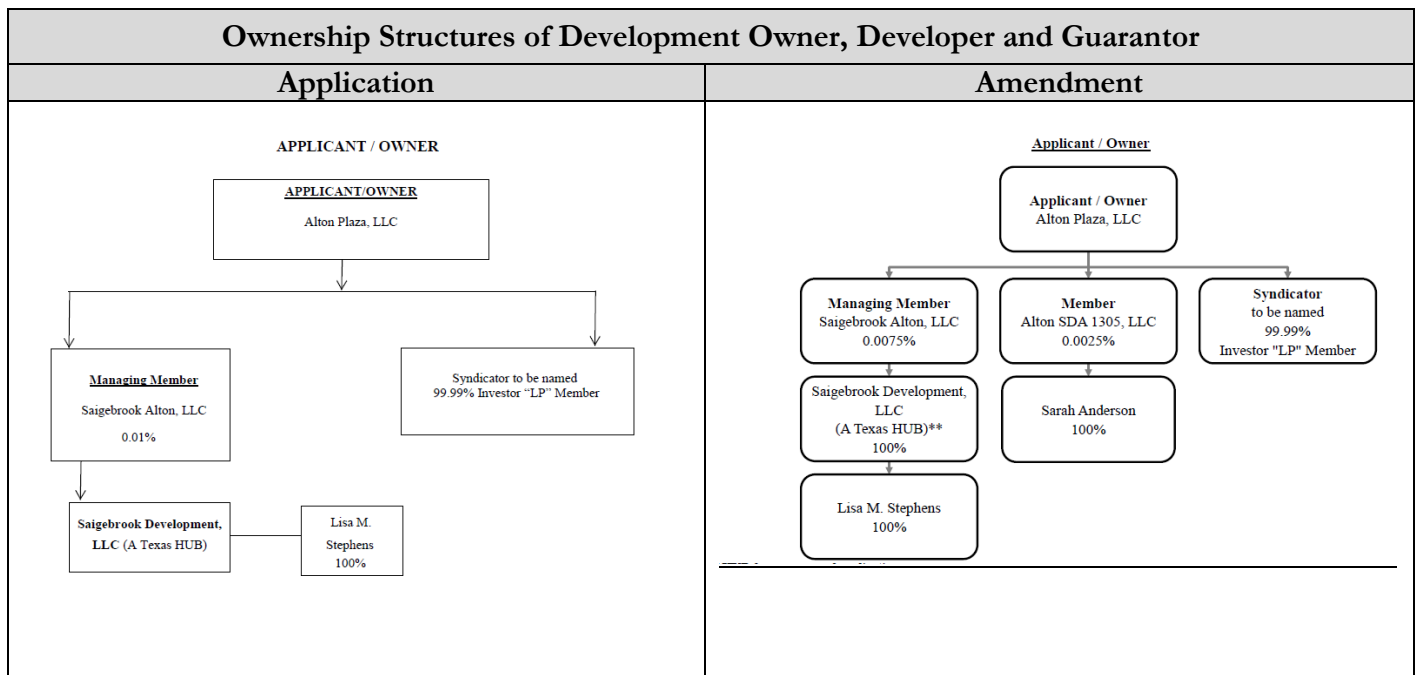 Ownership Structures of Development Owner, Developer and Guarantor
Application
Amendment
APPLICANT / OWNER
APPLICANT/OWNER
Alton Plaza, LLC
Managing Member
Saigebrook Alton, LLC
0.01%
Syndicator to be named
99.99% Investor “LP” Member
Saigebrook Development,
LLC (A Texas HUB)
Lisa M.
Stephens
100%
Applicant / Owner
Applicant / Owner
Alton Plaza, LLC
Managing Member
Saigebrook Alton, LLC
0.0075%
Member
Alton SDA 1305, LLC
0.0025%
Syndicator
to be named
99.99%
Investor "LP" Member
Saigebrook Development,
LLC
(A Texas HUB)**
100%
Sarah Anderson
100%
Lisa M. Stephens
100%